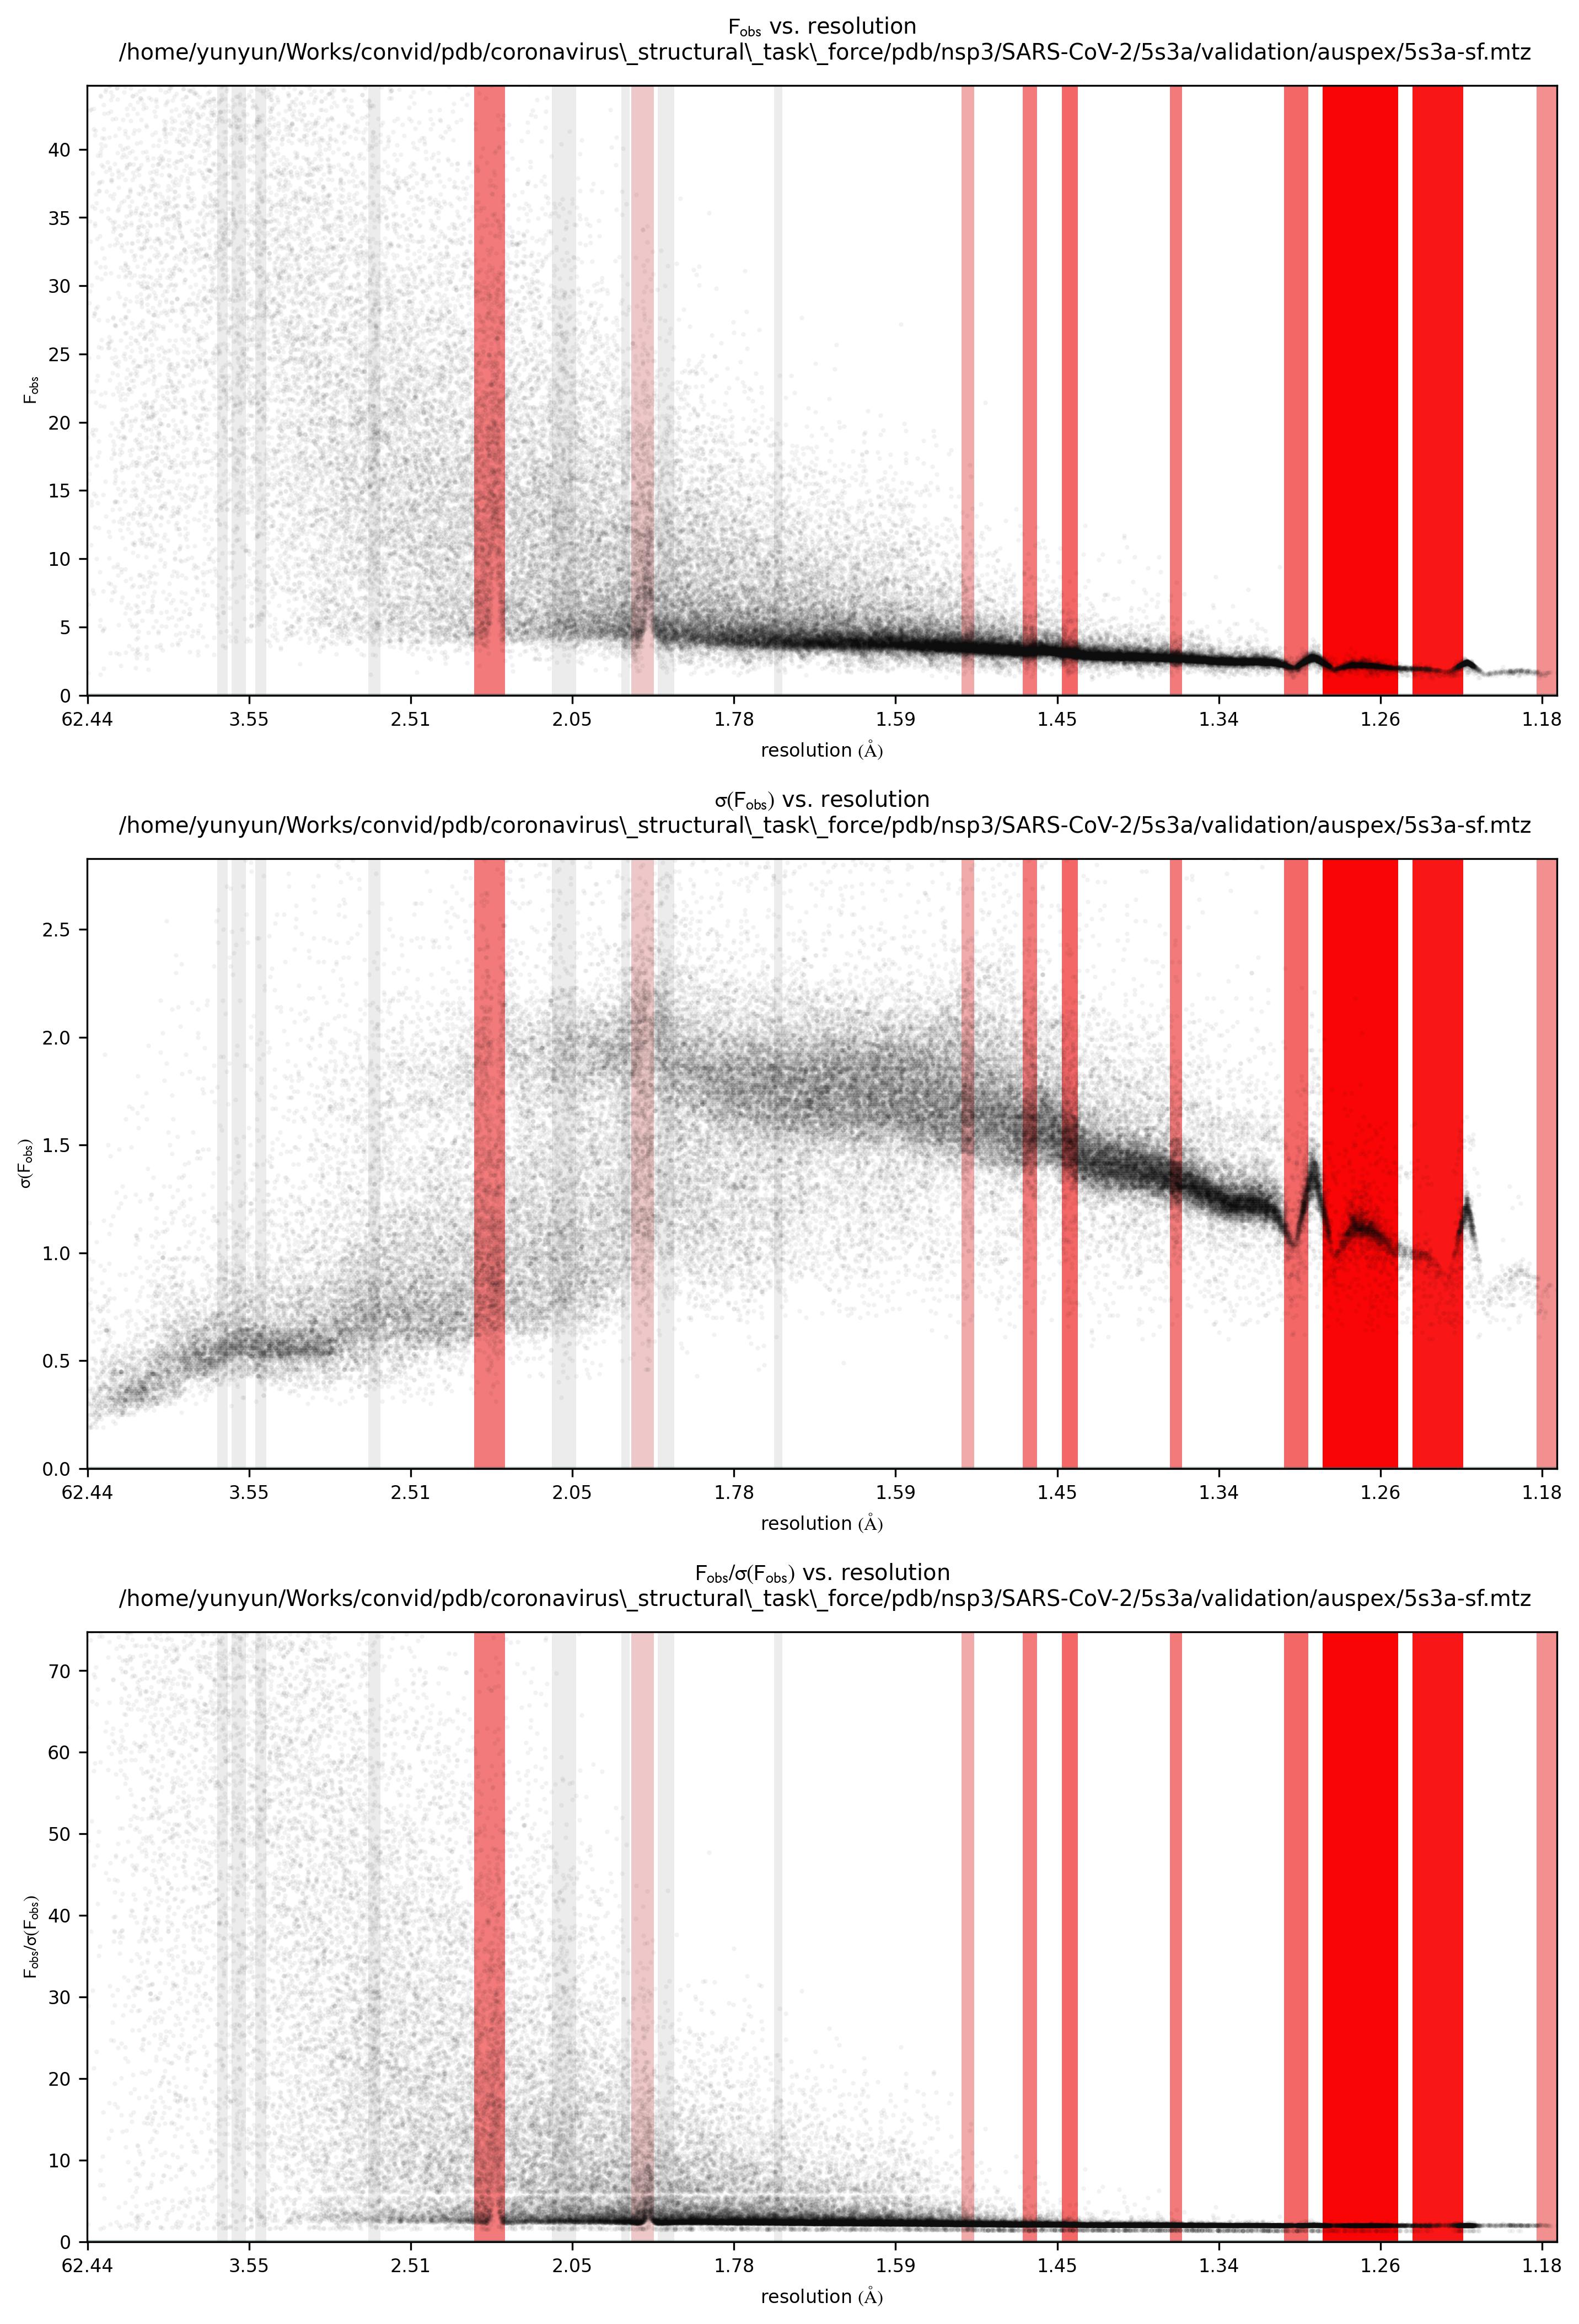 Fobs vs. resolution
/home/yunyun/Works/convid/pdb/coronavirus\_structural\_task\_force/pdb/nsp3/SARS-CoV-2/5s3a/validation/auspex/5s3a-sf.mtz
40
35
30
25
20
15
10
5
0
Fobs
62.44 3.55 2.51 2.05 1.78 1.59 1.45 1.34 1.26 1.18
resolution (Å)
σ(Fobs) vs. resolution
/home/yunyun/Works/convid/pdb/coronavirus\_structural\_task\_force/pdb/nsp3/SARS-CoV-2/5s3a/validation/auspex/5s3a-sf.mtz
2.5
2.0
1.5
1.0
0.5
0.0
σ(Fobs)
62.44 3.55 2.51 2.05 1.78 1.59 1.45 1.34 1.26 1.18
resolution (Å)
Fobs/σ(Fobs) vs. resolution
/home/yunyun/Works/convid/pdb/coronavirus\_structural\_task\_force/pdb/nsp3/SARS-CoV-2/5s3a/validation/auspex/5s3a-sf.mtz
70
60
50
40
30
20
10
0
Fobs/σ(Fobs)
62.44 3.55 2.51 2.05 1.78 1.59 1.45 1.34 1.26 1.18
resolution (Å)